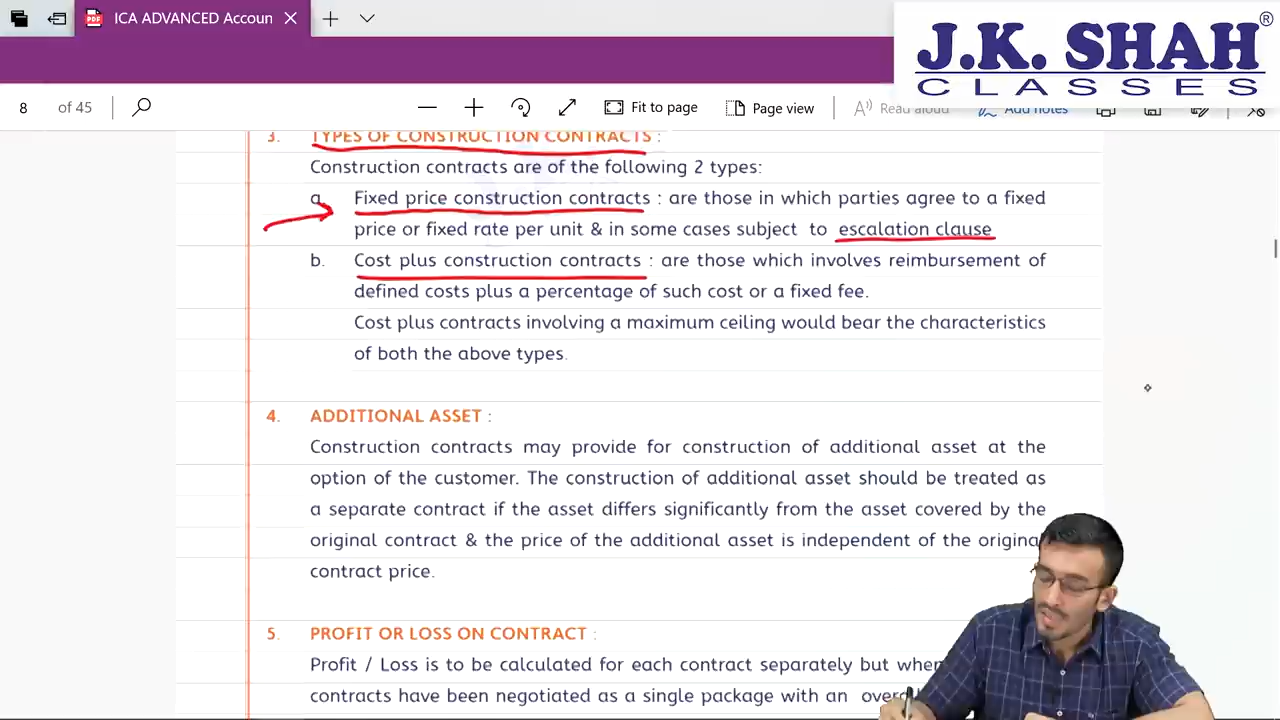 ICA ADVANCED Accoun
J.K. SHAH®
CLASSES
8 of 45
Fit to page
Page view
Read aloud
Add notes
3. TYPES OF CONSTRUCTION CONTRACTS :
Construction contracts are of the following 2 types:
a. Fixed price construction contracts : are those in which parties agree to a fixed
price or fixed rate per unit & in some cases subject to escalation clause
b. Cost plus construction contracts : are those which involves reimbursement of
defined costs plus a percentage of such cost or a fixed fee.
Cost plus contracts involving a maximum ceiling would bear the characteristics
of both the above types.
4. ADDITIONAL ASSET :
Construction contracts may provide for construction of additional asset at the
option of the customer. The construction of additional asset should be treated as
a separate contract if the asset differs significantly from the asset covered by the
original contract & the price of the additional asset is independent of the original
contract price.
5. PROFIT OR LOSS ON CONTRACT :
Profit / Loss is to be calculated for each contract separately but when
contracts have been negotiated as a single package with an